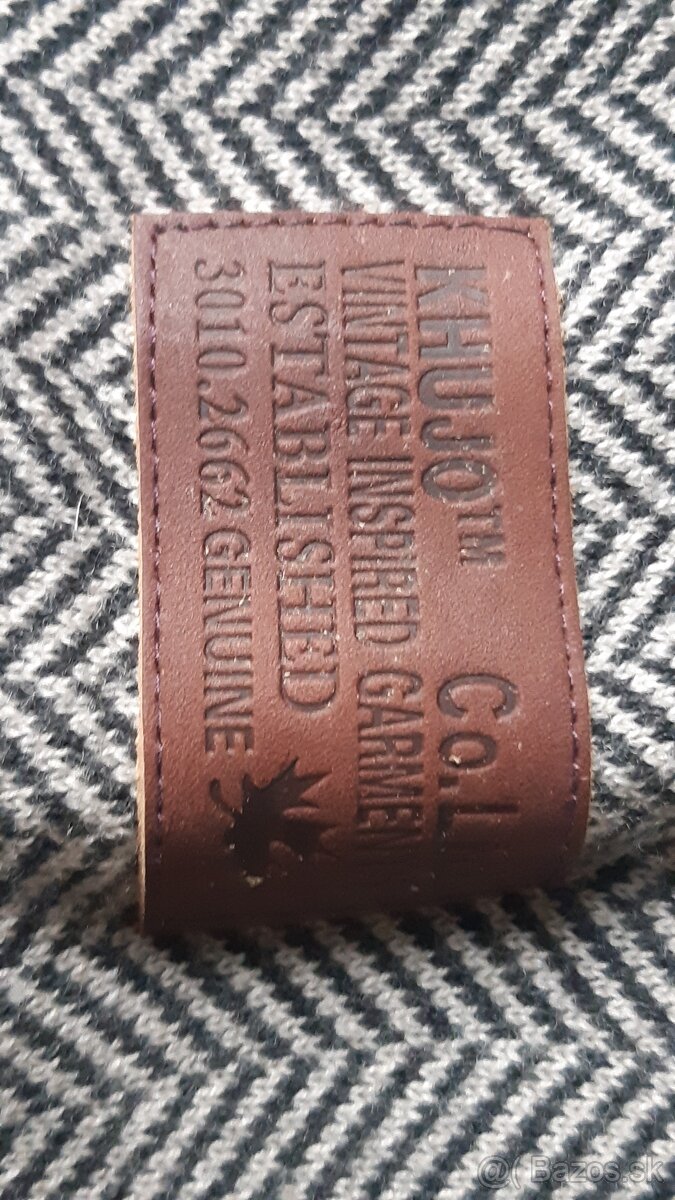 KHUJO™ Co. L
VINTAGE INSPIRED GARMEN
ESTABLISHED
3010.2662 GENUINE
@( Bazos.sk